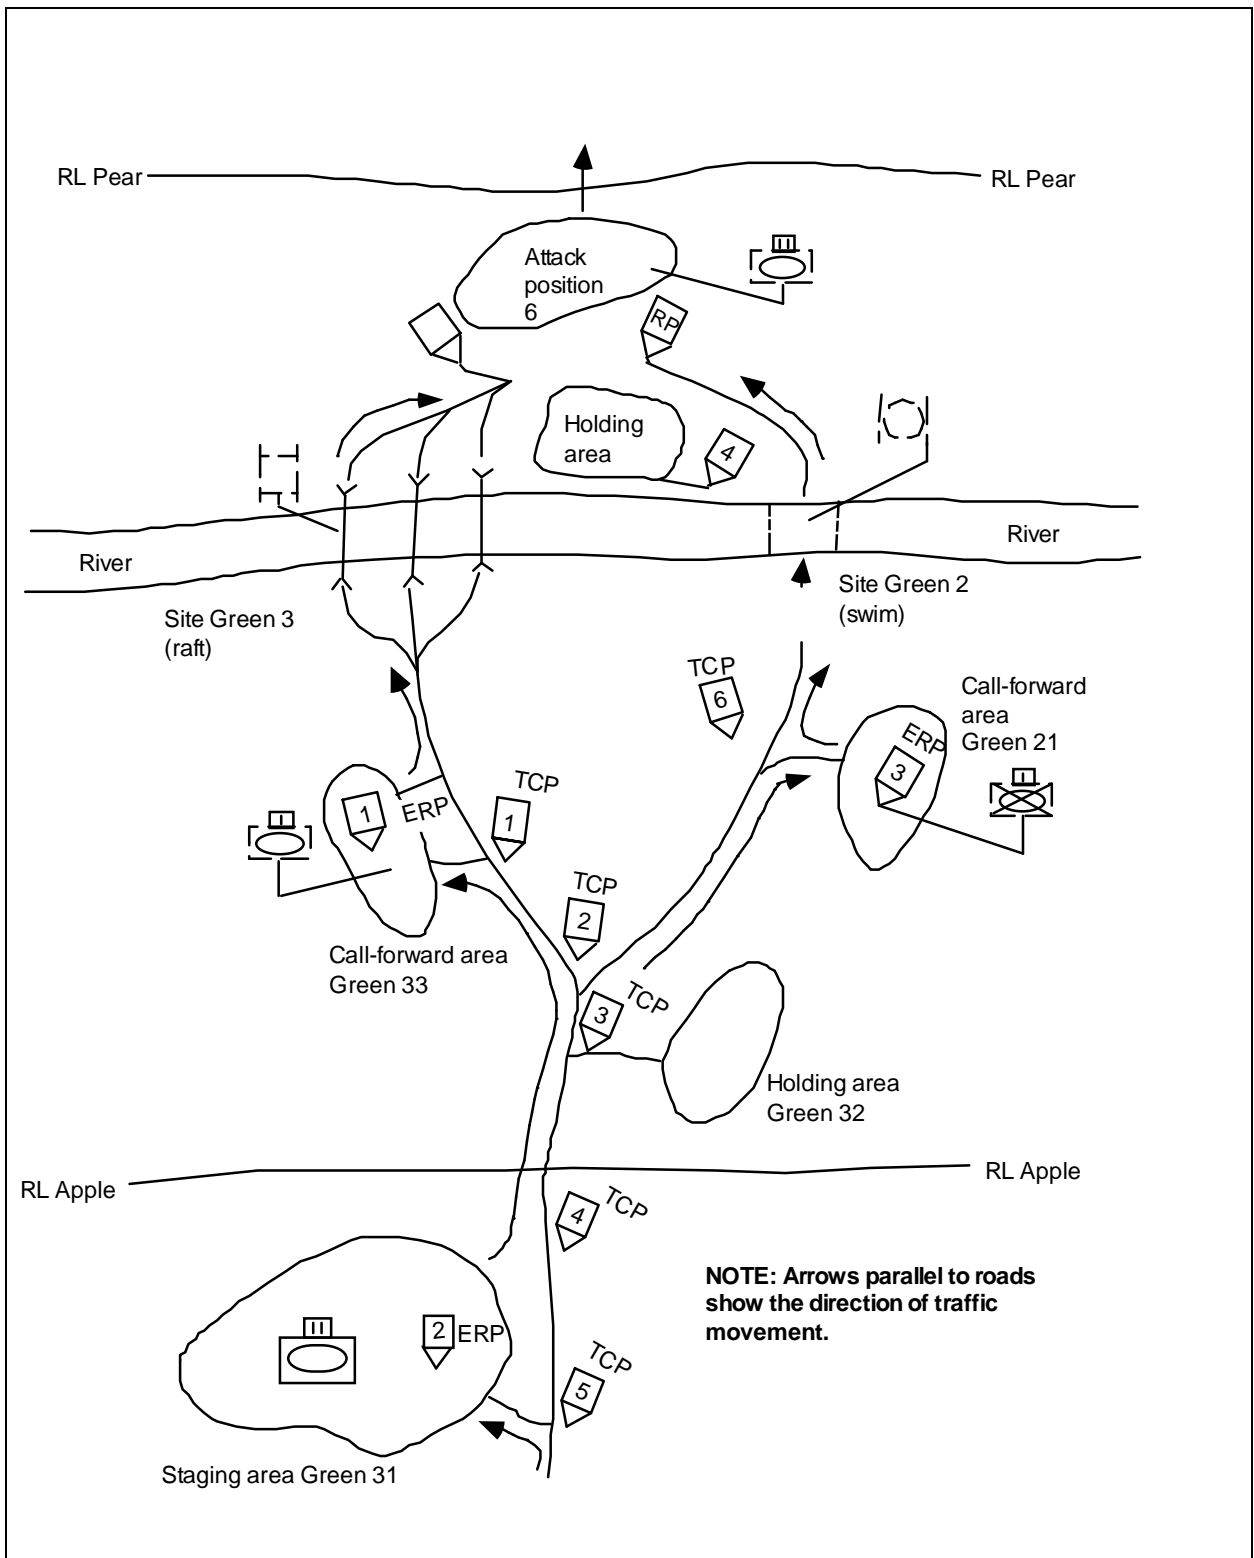 RL Pear
RL Pear
Attack
position
6
RP
Holding
area
4
River
River
Site Green 3
(raft)
Site Green 2
(swim)
TCP
6
Call-forward
area
Green 21
ERP
3
TCP
1
1
ERP
TCP
2
Call-forward area
Green 33
TCP
3
Holding area
Green 32
RL Apple
RL Apple
TCP
4
NOTE: Arrows parallel to roads
show the direction of traffic
movement.
2
ERP
TCP
5
Staging area Green 31